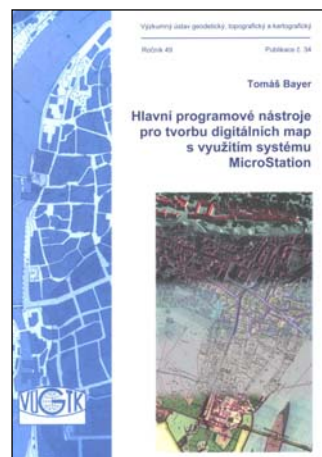 Výzkumný ústav geodetický, topografický a kartografický
Ročník 49 Publikace č. 34
Tomáš Bayer
Hlavní programové nástroje
pro tvorbu digitálních map
s využitím systému
MicroStation
VUGTK